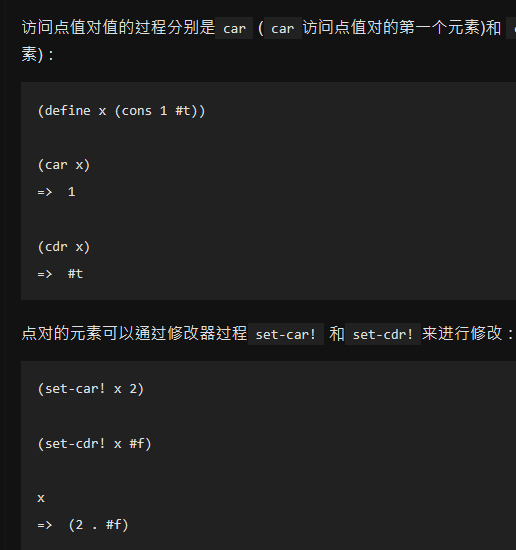 访问点值对值的过程分别是 car (car 访问点值对的第一个元素)和
素)：
(define x (cons 1 #t))
(car x)
=>  1
(cdr x)
=>  #t
点对的元素可以通过修改器过程 set-car! 和 set-cdr! 来进行修改：
(set-car! x 2)
(set-cdr! x #f)
x
=>  (2 . #f)